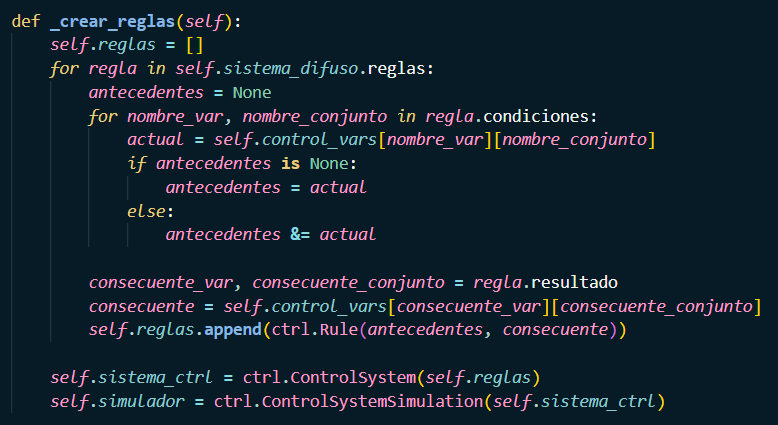 def _crear_reglas(self):
    self.reglas = []
    for regla in self.sistema_difuso.reglas:
        antecedentes = None
        for nombre_var, nombre_conjunto in regla.condiciones:
            actual = self.control_vars[nombre_var][nombre_conjunto]
            if antecedentes is None:
                antecedentes = actual
            else:
                antecedentes &= actual

        consecuente_var, consecuente_conjunto = regla.resultado
        consecuente = self.control_vars[consecuente_var][consecuente_conjunto]
        self.reglas.append(ctrl.Rule(antecedentes, consecuente))

    self.sistema_ctrl = ctrl.ControlSystem(self.reglas)
    self.simulador = ctrl.ControlSystemSimulation(self.sistema_ctrl)